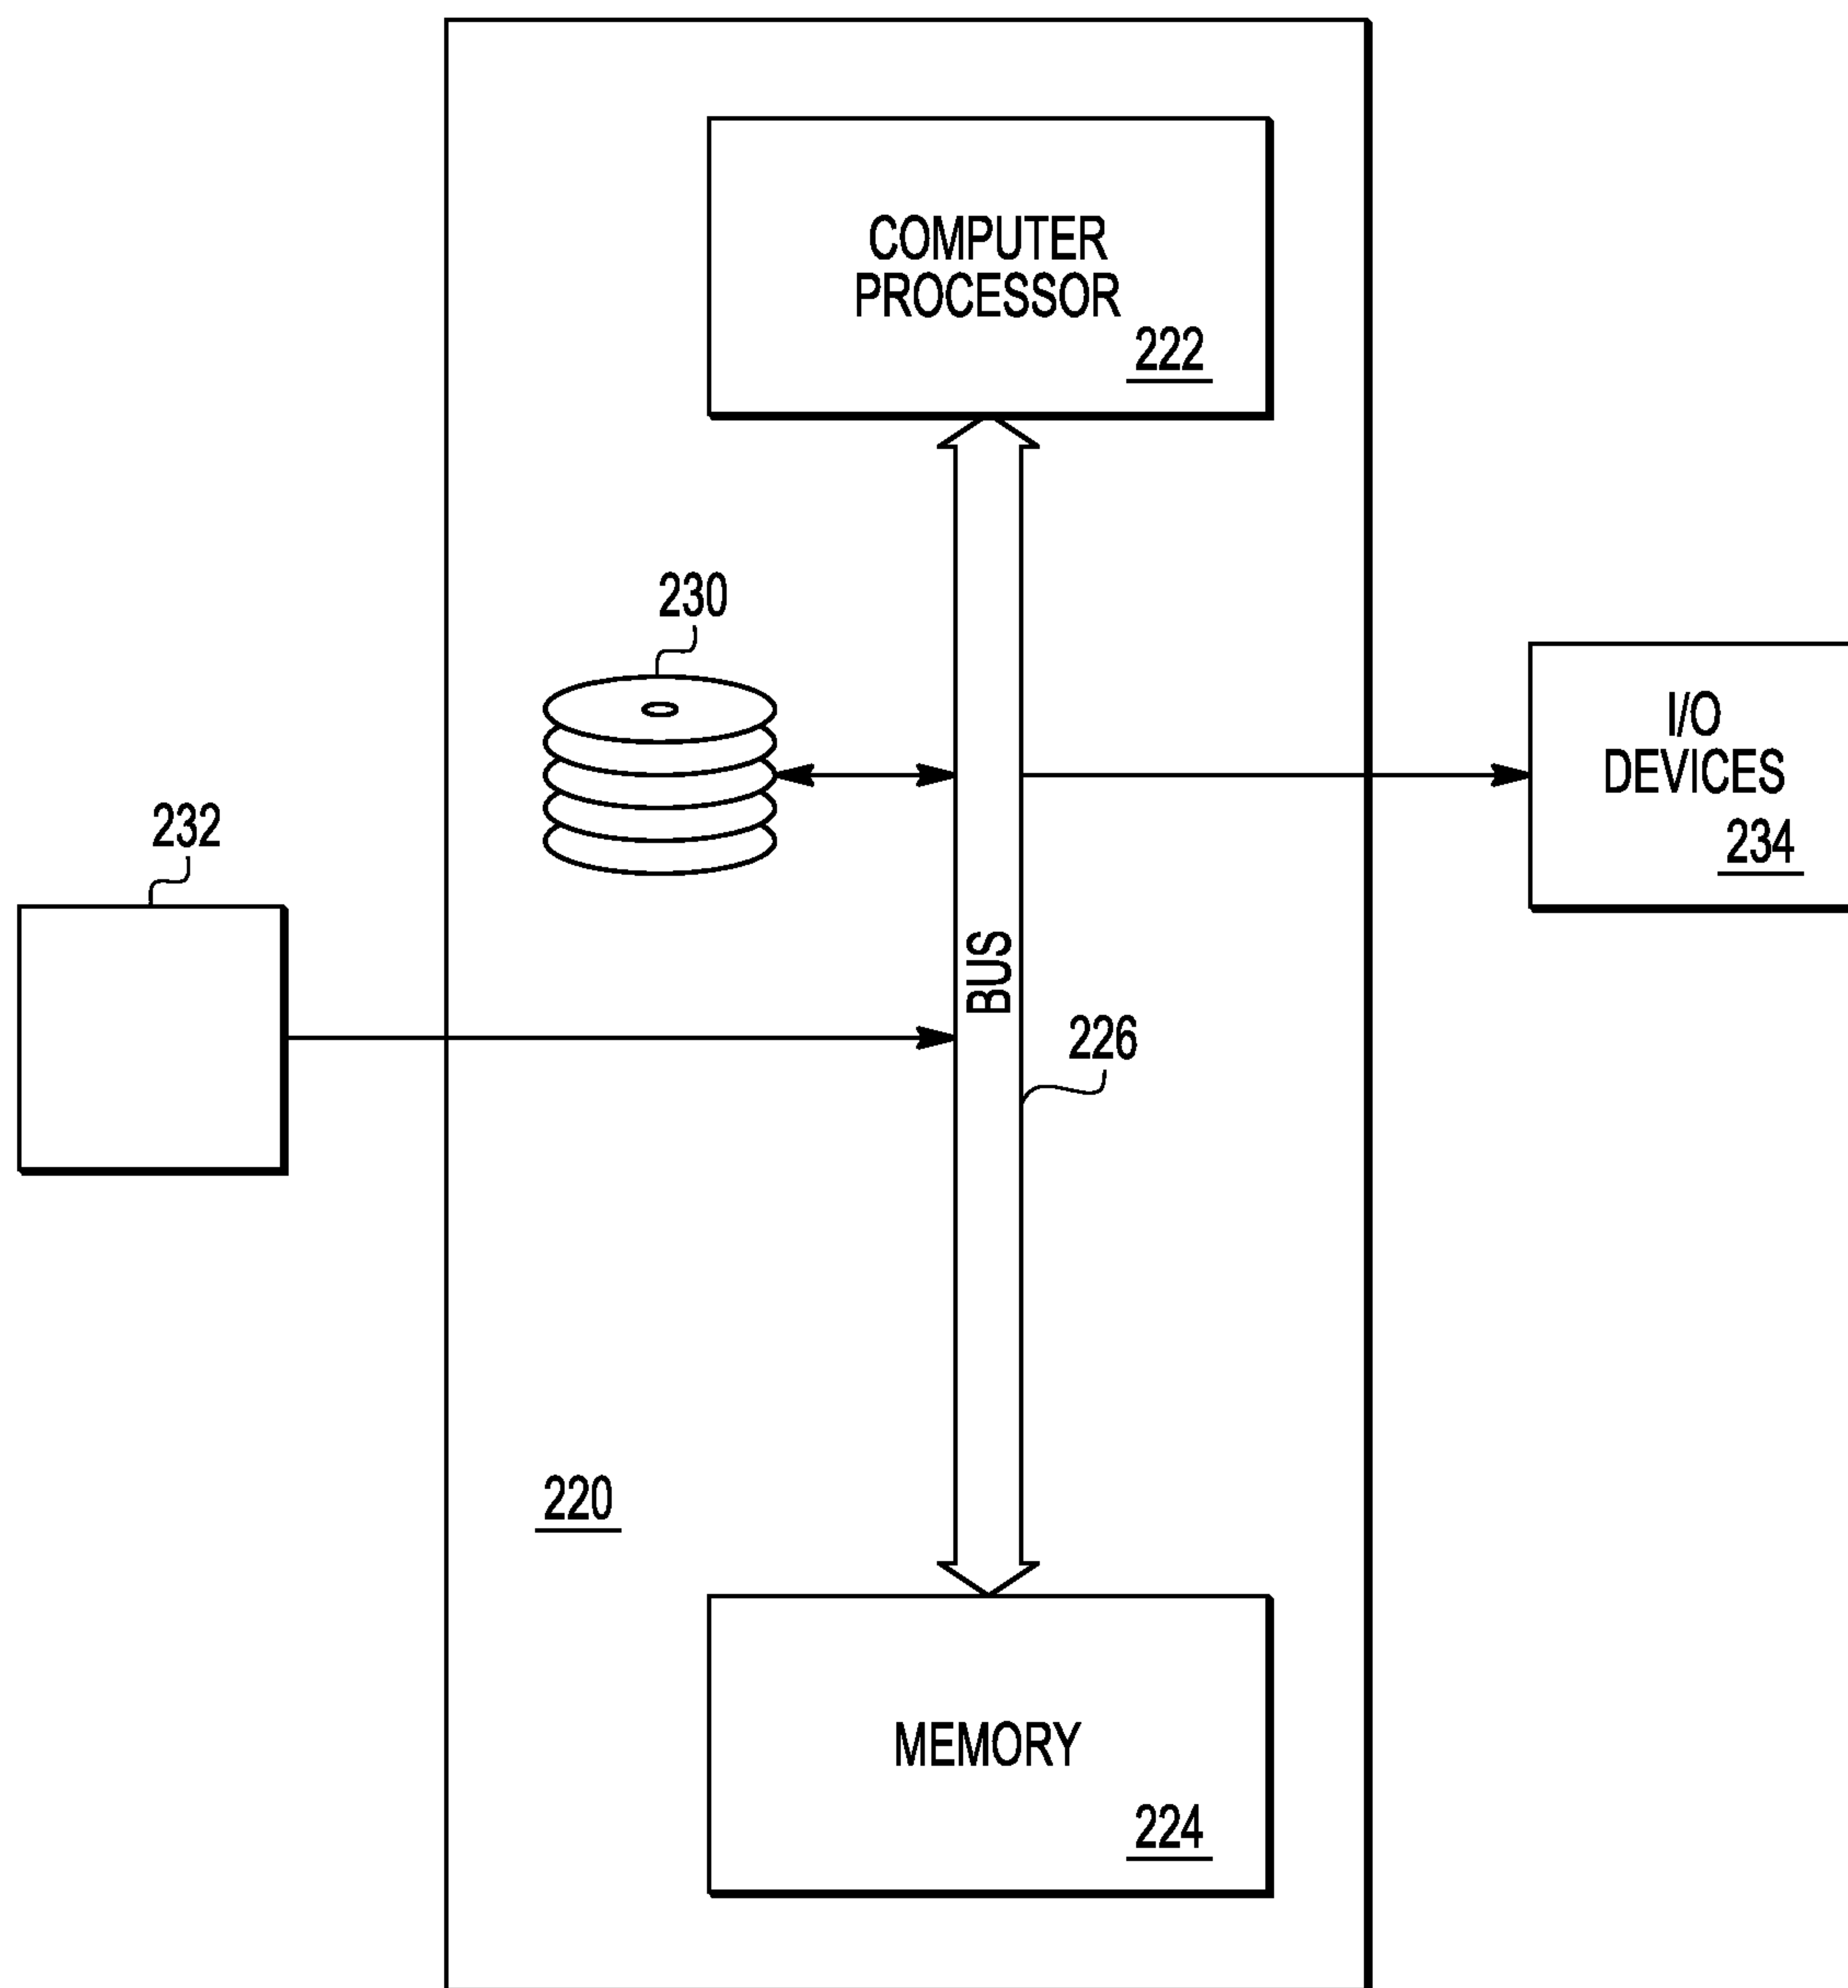 COMPUTER
PROCESSOR
222
230
I/O
DEVICES
234
232
BUS
226
220
MEMORY
224